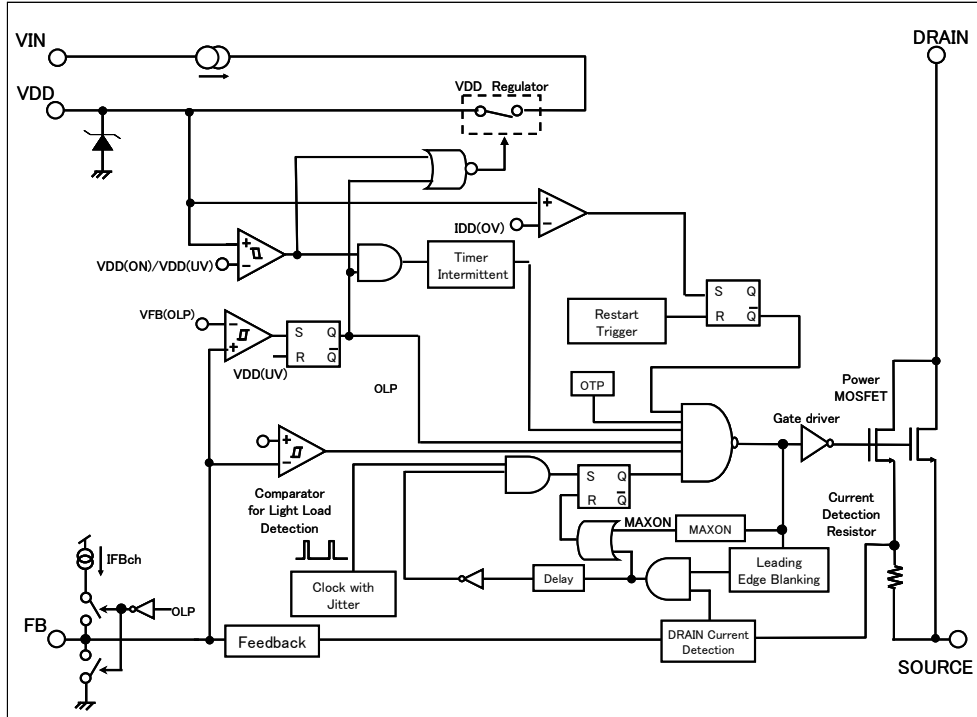 VIN
DRAIN
VDD
VDD Regulator
+
−
IDD(OV)
+
−
VDD(ON)/VDD(UV)
Timer
Intermittent
S Q
R Q̅
Restart
Trigger
VFB(OLP)
−
+
S Q
R Q̅
VDD(UV)
OLP
OTP
Power
MOSFET
Gate driver
+
−
Comparator
for Light Load
Detection
S Q
R Q̅
MAXON
MAXON
Current
Detection
Resistor
Leading
Edge Blanking
IFBch
Clock with
Jitter
Delay
OLP
FB
Feedback
DRAIN Current
Detection
SOURCE